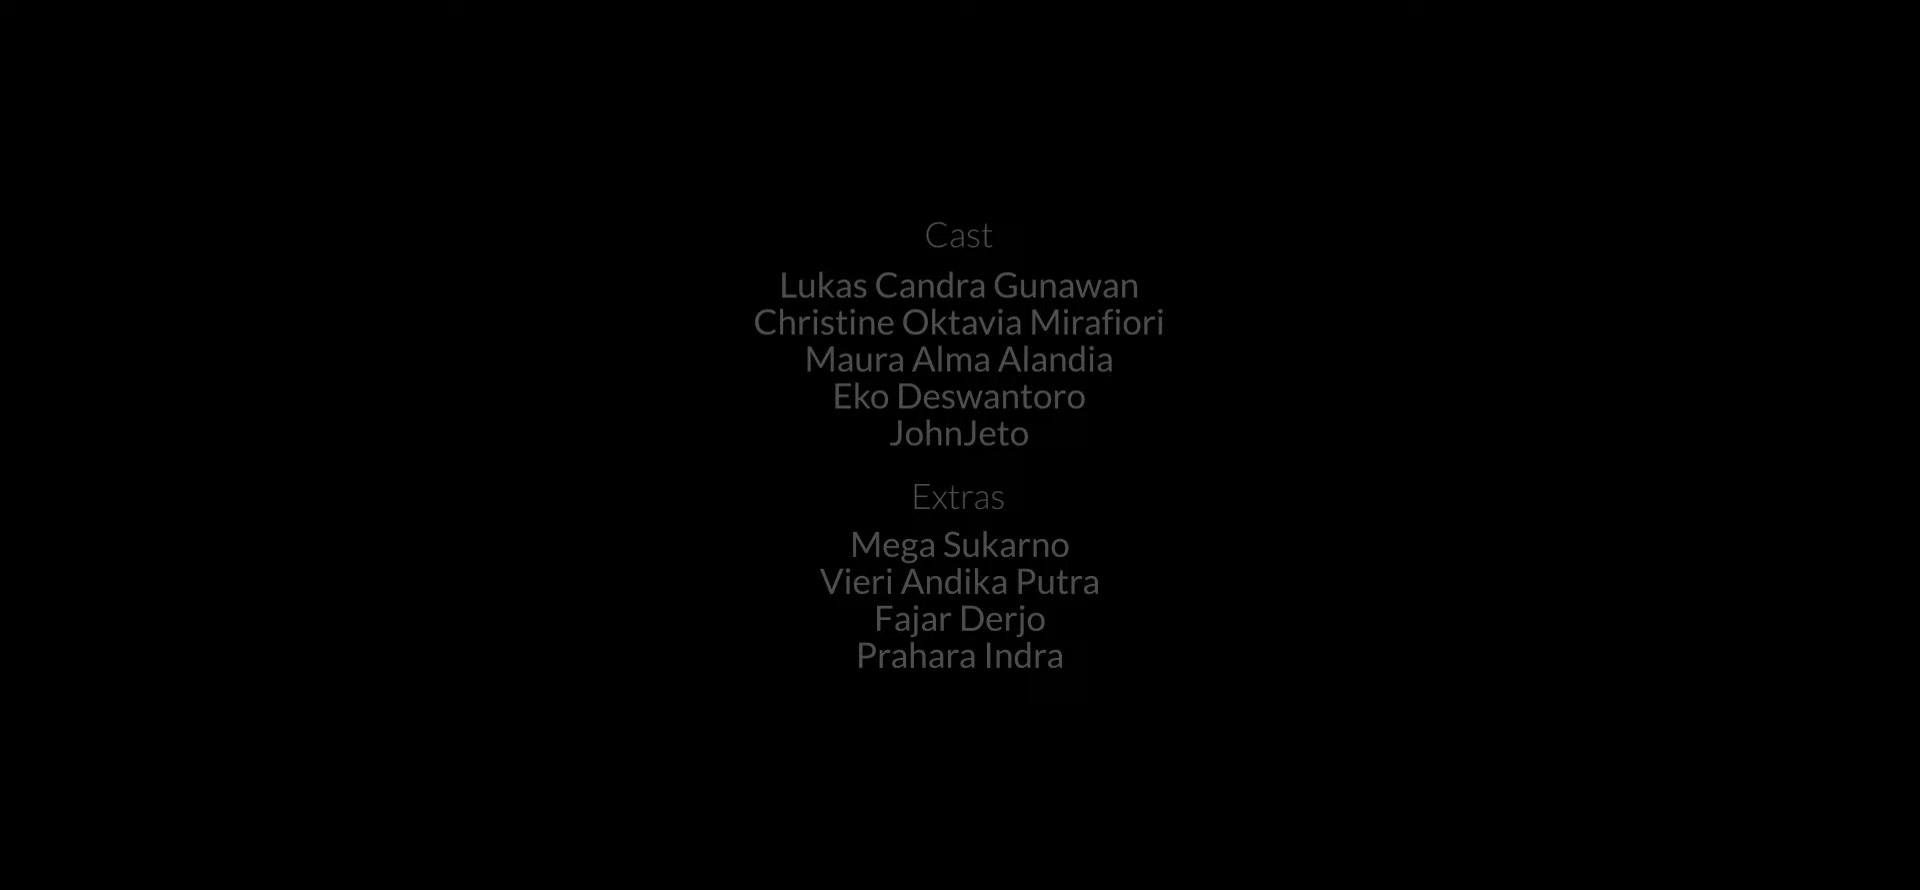 Cast
Lukas Candra Gunawan
Christine Oktavia Mirafiori
Maura Alma Alandia
Eko Deswantoro
JohnJeto
Extras
Mega Sukarno
Vieri Andika Putra
Fajar Derjo
Prahara Indra